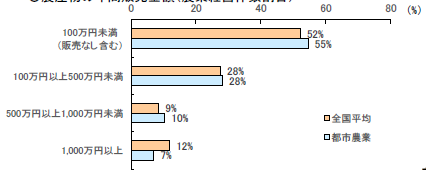 0 20 40 60 80 (%)
100万円未満 52%
(販売なし含む) 55%
100万円以上500万円未満 28%
28%
500万円以上1,000万円未満 9%
10%
全国平均
都市農業
1,000万円以上 12%
7%